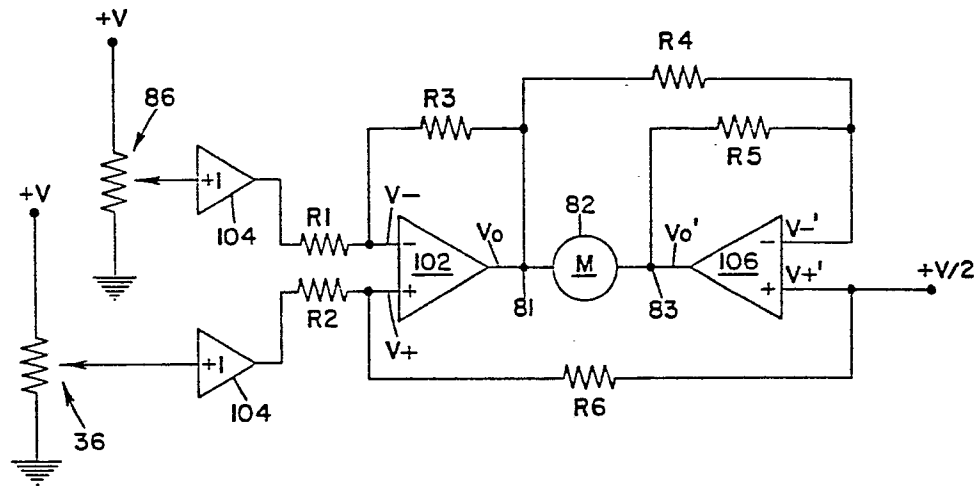 +V
86
+1
104
+V
R1
R2
+1
104
36
R3
V-
102
V+
Vo
81
82
M
Vo'
83
R4
R5
106
V-'
V+'
+V/2
R6
-
+
-
+